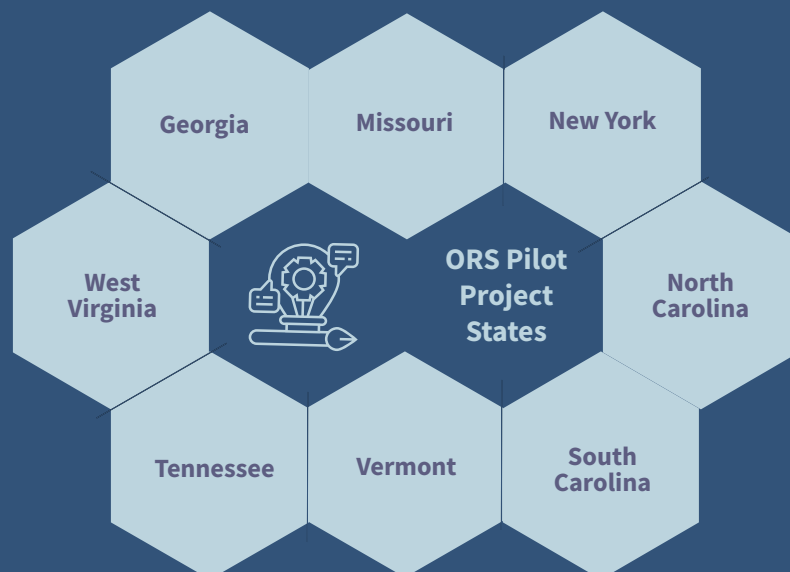 Georgia
Missouri
New York
West
Virginia
ORS Pilot
Project
States
North
Carolina
Tennessee
Vermont
South
Carolina